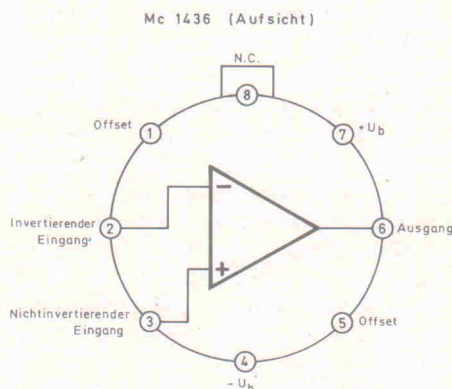 Mc 1436 (Aufsicht)
N.C.
8
Offset
1
7
+Ub
Invertierender
Eingang
2
−
6
Ausgang
Nichtinvertierender
Eingang
3
+
5
Offset
4
−Ub